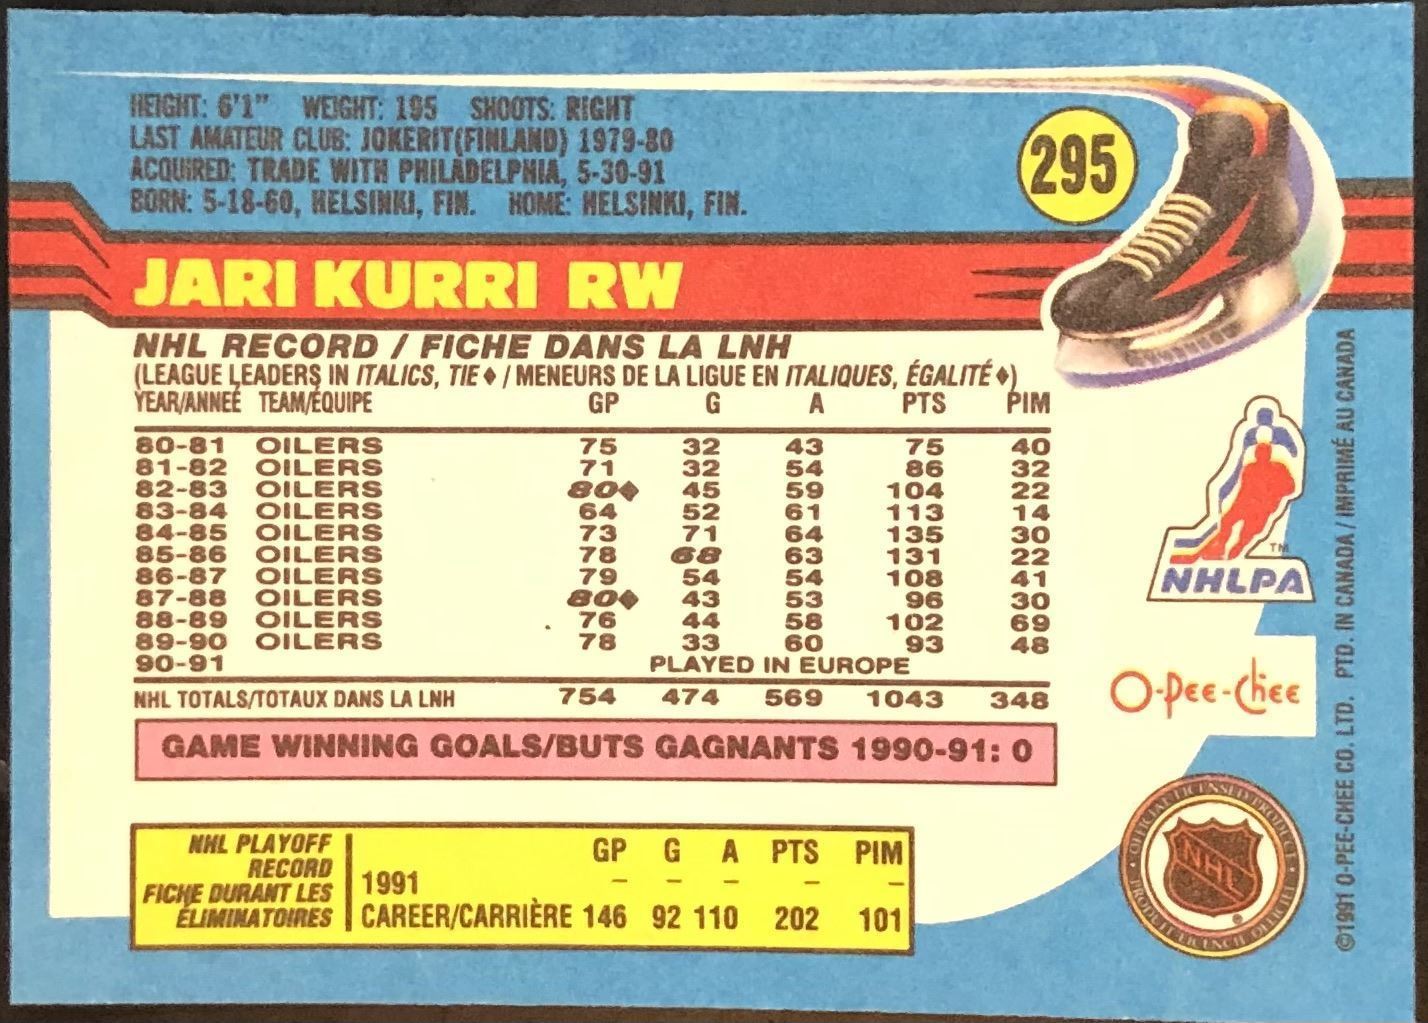 HEIGHT: 6'1" WEIGHT: 195 SHOOTS: RIGHT
LAST AMATEUR CLUB: JOKERIT(FINLAND) 1979-80
ACQUIRED: TRADE WITH PHILADELPHIA, 5-30-91
BORN: 5-18-60, HELSINKI, FIN. HOME: HELSINKI, FIN.
295
JARI KURRI RW
NHL RECORD / FICHE DANS LA LNH
(LEAGUE LEADERS IN ITALICS, TIE♦ / MENEURS DE LA LIGUE EN ITALIQUES, ÉGALITÉ♦)
YEAR/ANNEÉ TEAM/ÉQUIPE GP G A PTS PIM
80-81 OILERS 75 32 43 75 40
81-82 OILERS 71 32 54 86 32
82-83 OILERS 80♦ 45 59 104 22
83-84 OILERS 64 52 61 113 14
84-85 OILERS 73 71 64 135 30
85-86 OILERS 78 68 63 131 22
86-87 OILERS 79 54 54 108 41
87-88 OILERS 80♦ 43 53 96 30
88-89 OILERS 76 44 58 102 69
89-90 OILERS 78 33 60 93 48
90-91 PLAYED IN EUROPE
NHL TOTALS/TOTAUX DANS LA LNH 754 474 569 1043 348
GAME WINNING GOALS/BUTS GAGNANTS 1990-91: 0
NHL PLAYOFF
RECORD
FICHE DURANT LES
ÉLIMINATOIRES
GP G A PTS PIM
1991 – – – – –
CAREER/CARRIÈRE 146 92 110 202 101
TM
NHLPA
O-Pee-Chee
OFFICIAL LICENSED PRODUCT
NHL
®
PRODUIT LICENCIÉ OFFICIEL
©1991 O-PEE-CHEE CO. LTD. PTD. IN CANADA / IMPRIMÉ AU CANADA